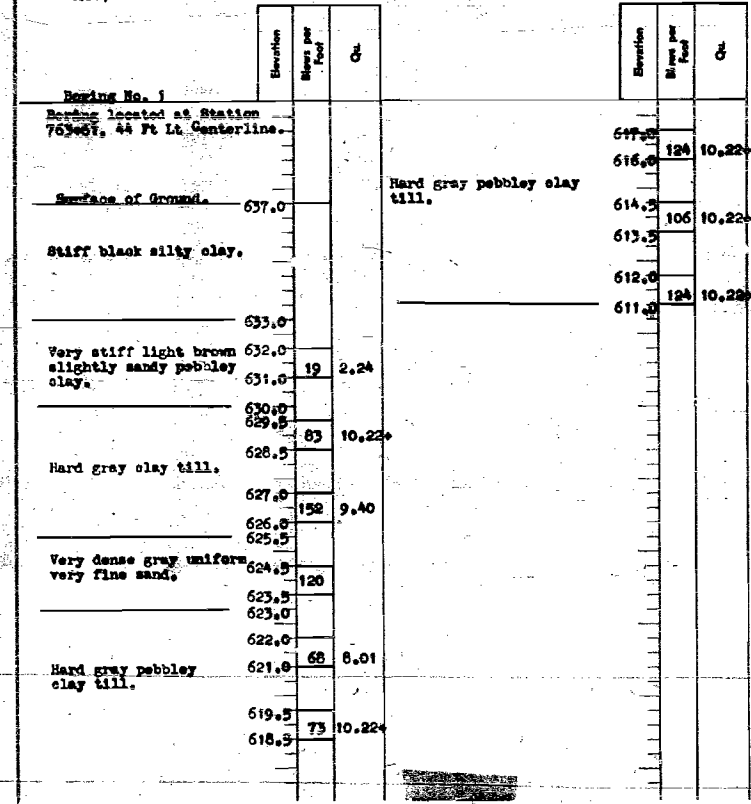 Elevation
Blows per
Foot
Qu.
Boring No. 1
Boring located at Station
44 Ft Lt Centerline.
Surface of Ground. 637.0
Stiff black silty clay.
633.0
Very stiff light brown 632.0
slightly sandy pebbley 19 2.24
clay. 631.0
630.0
629.5
83 10.22+
628.5
Hard gray clay till.
627.0
152 9.40
626.0
625.5
Very dense gray uniform 624.5
very fine sand. 120
623.5
623.0
622.0
68 8.01
Hard gray pebbley 621.0
clay till.
619.5
73 10.22+
618.5
Elevation
Blows per
Foot
Qu.
617.0
124 10.22+
616.0
Hard gray pebbley clay
till.
614.5
106 10.22+
613.5
612.0
124 10.22+
611.0